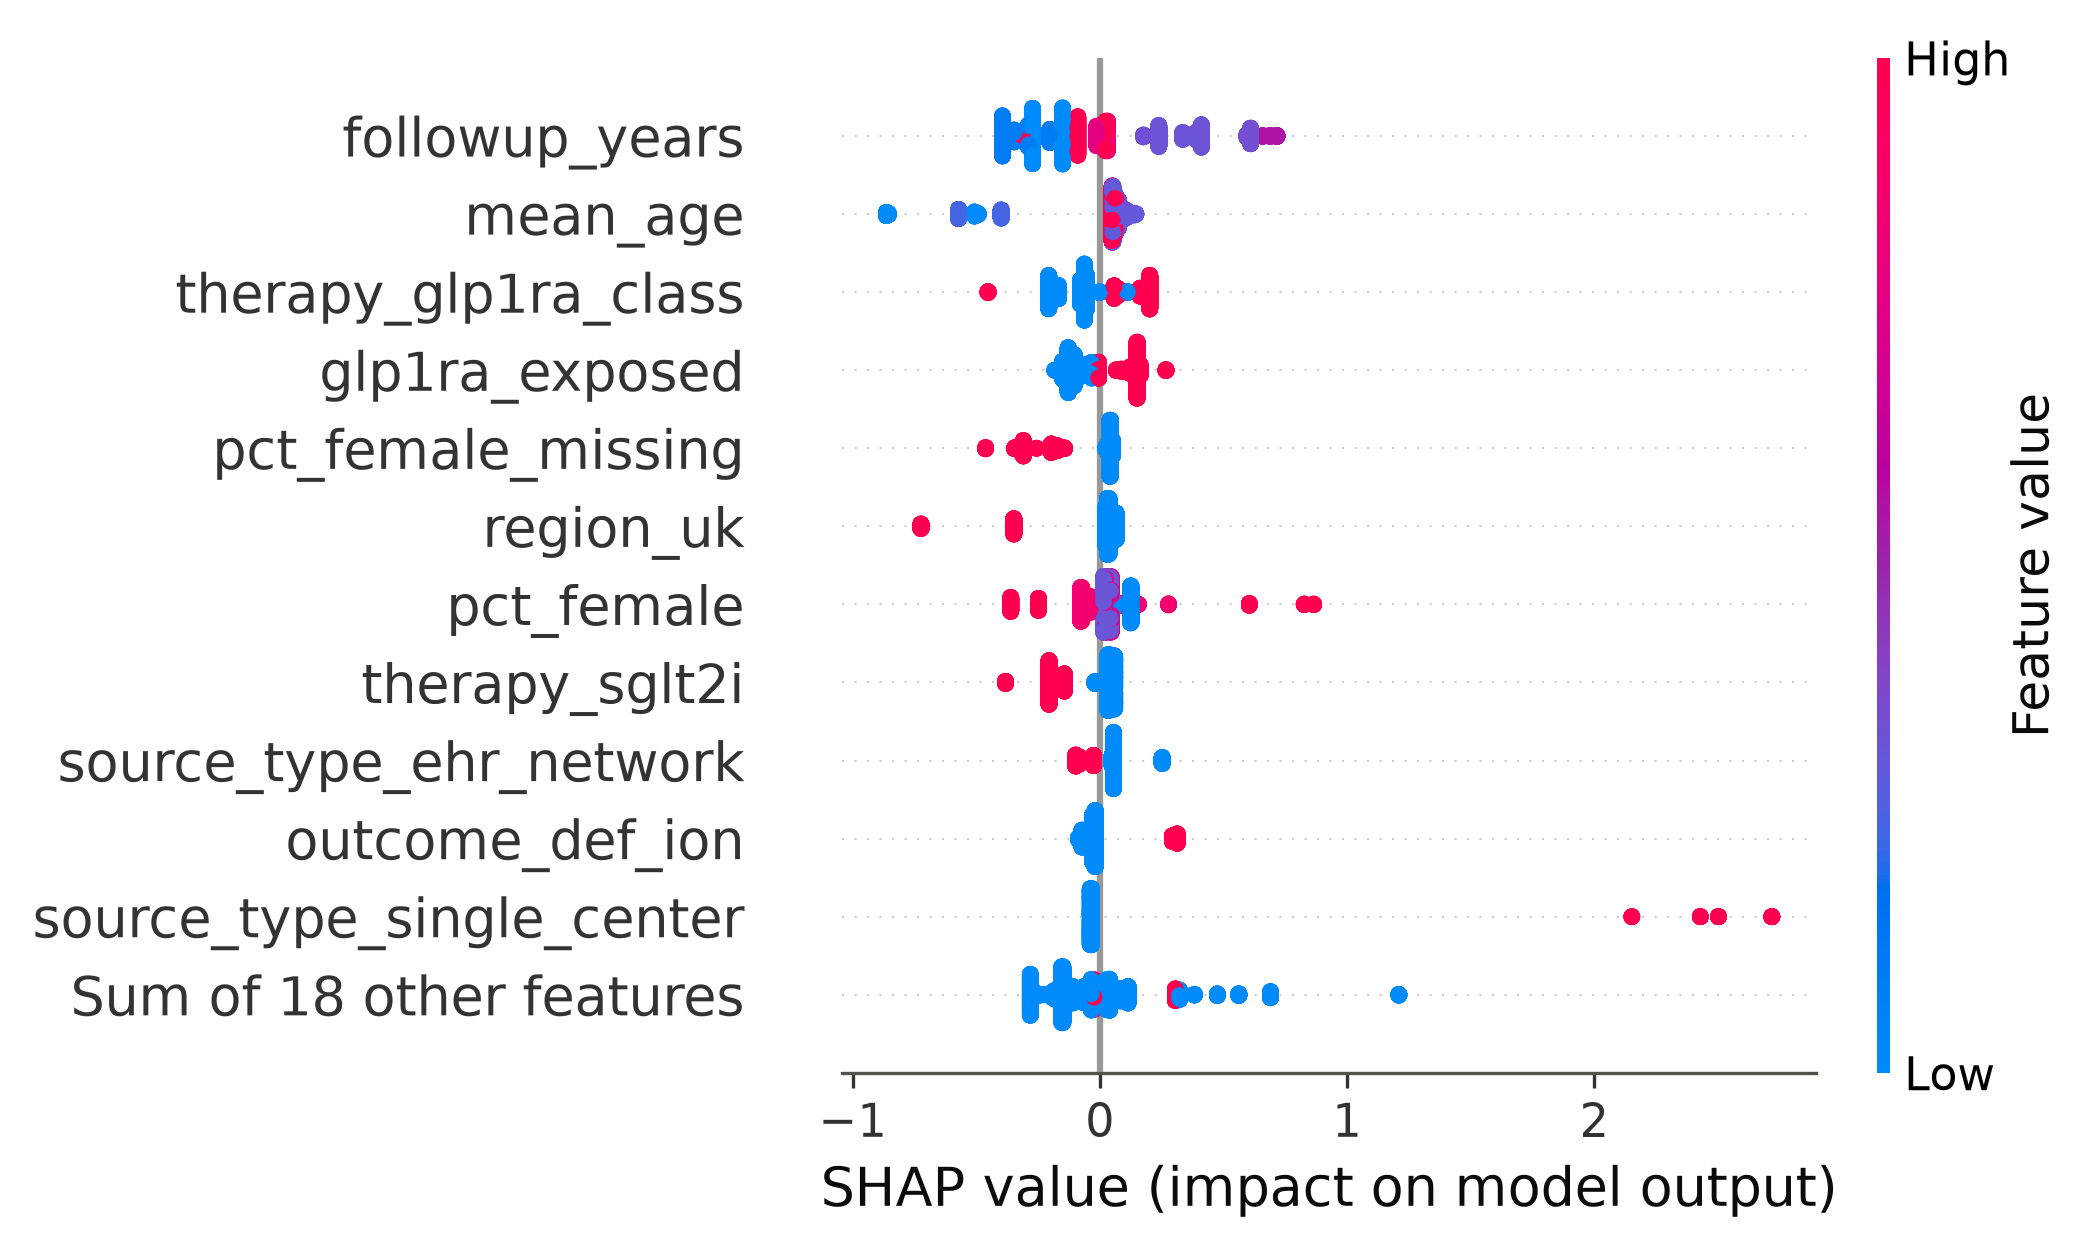 High
followup_years
mean_age
therapy_glp1ra_class
glp1ra_exposed
pct_female_missing
region_uk
pct_female
therapy_sglt2i
source_type_ehr_network
outcome_def_ion
source_type_single_center
Sum of 18 other features
Feature value
Low
−1 0 1 2
SHAP value (impact on model output)